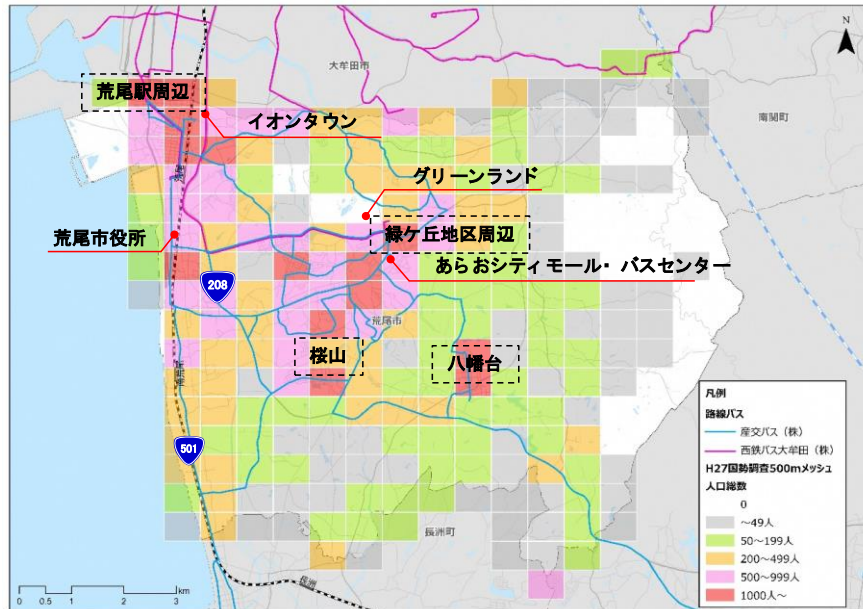 N
大牟田市
南関町
荒尾駅周辺
イオンタウン
グリーンランド
荒尾
緑ケ丘地区周辺
荒尾市役所
あらおシティモール・バスセンター
208
荒尾市
桜山
八幡台
南荒尾
501
長洲町
長洲
0 0.5 1 2 3 km
凡例
路線バス
産交バス（株）
西鉄バス大牟田（株）
H27国勢調査500mメッシュ
人口総数
0
～49人
50～199人
200～499人
500～999人
1000人～